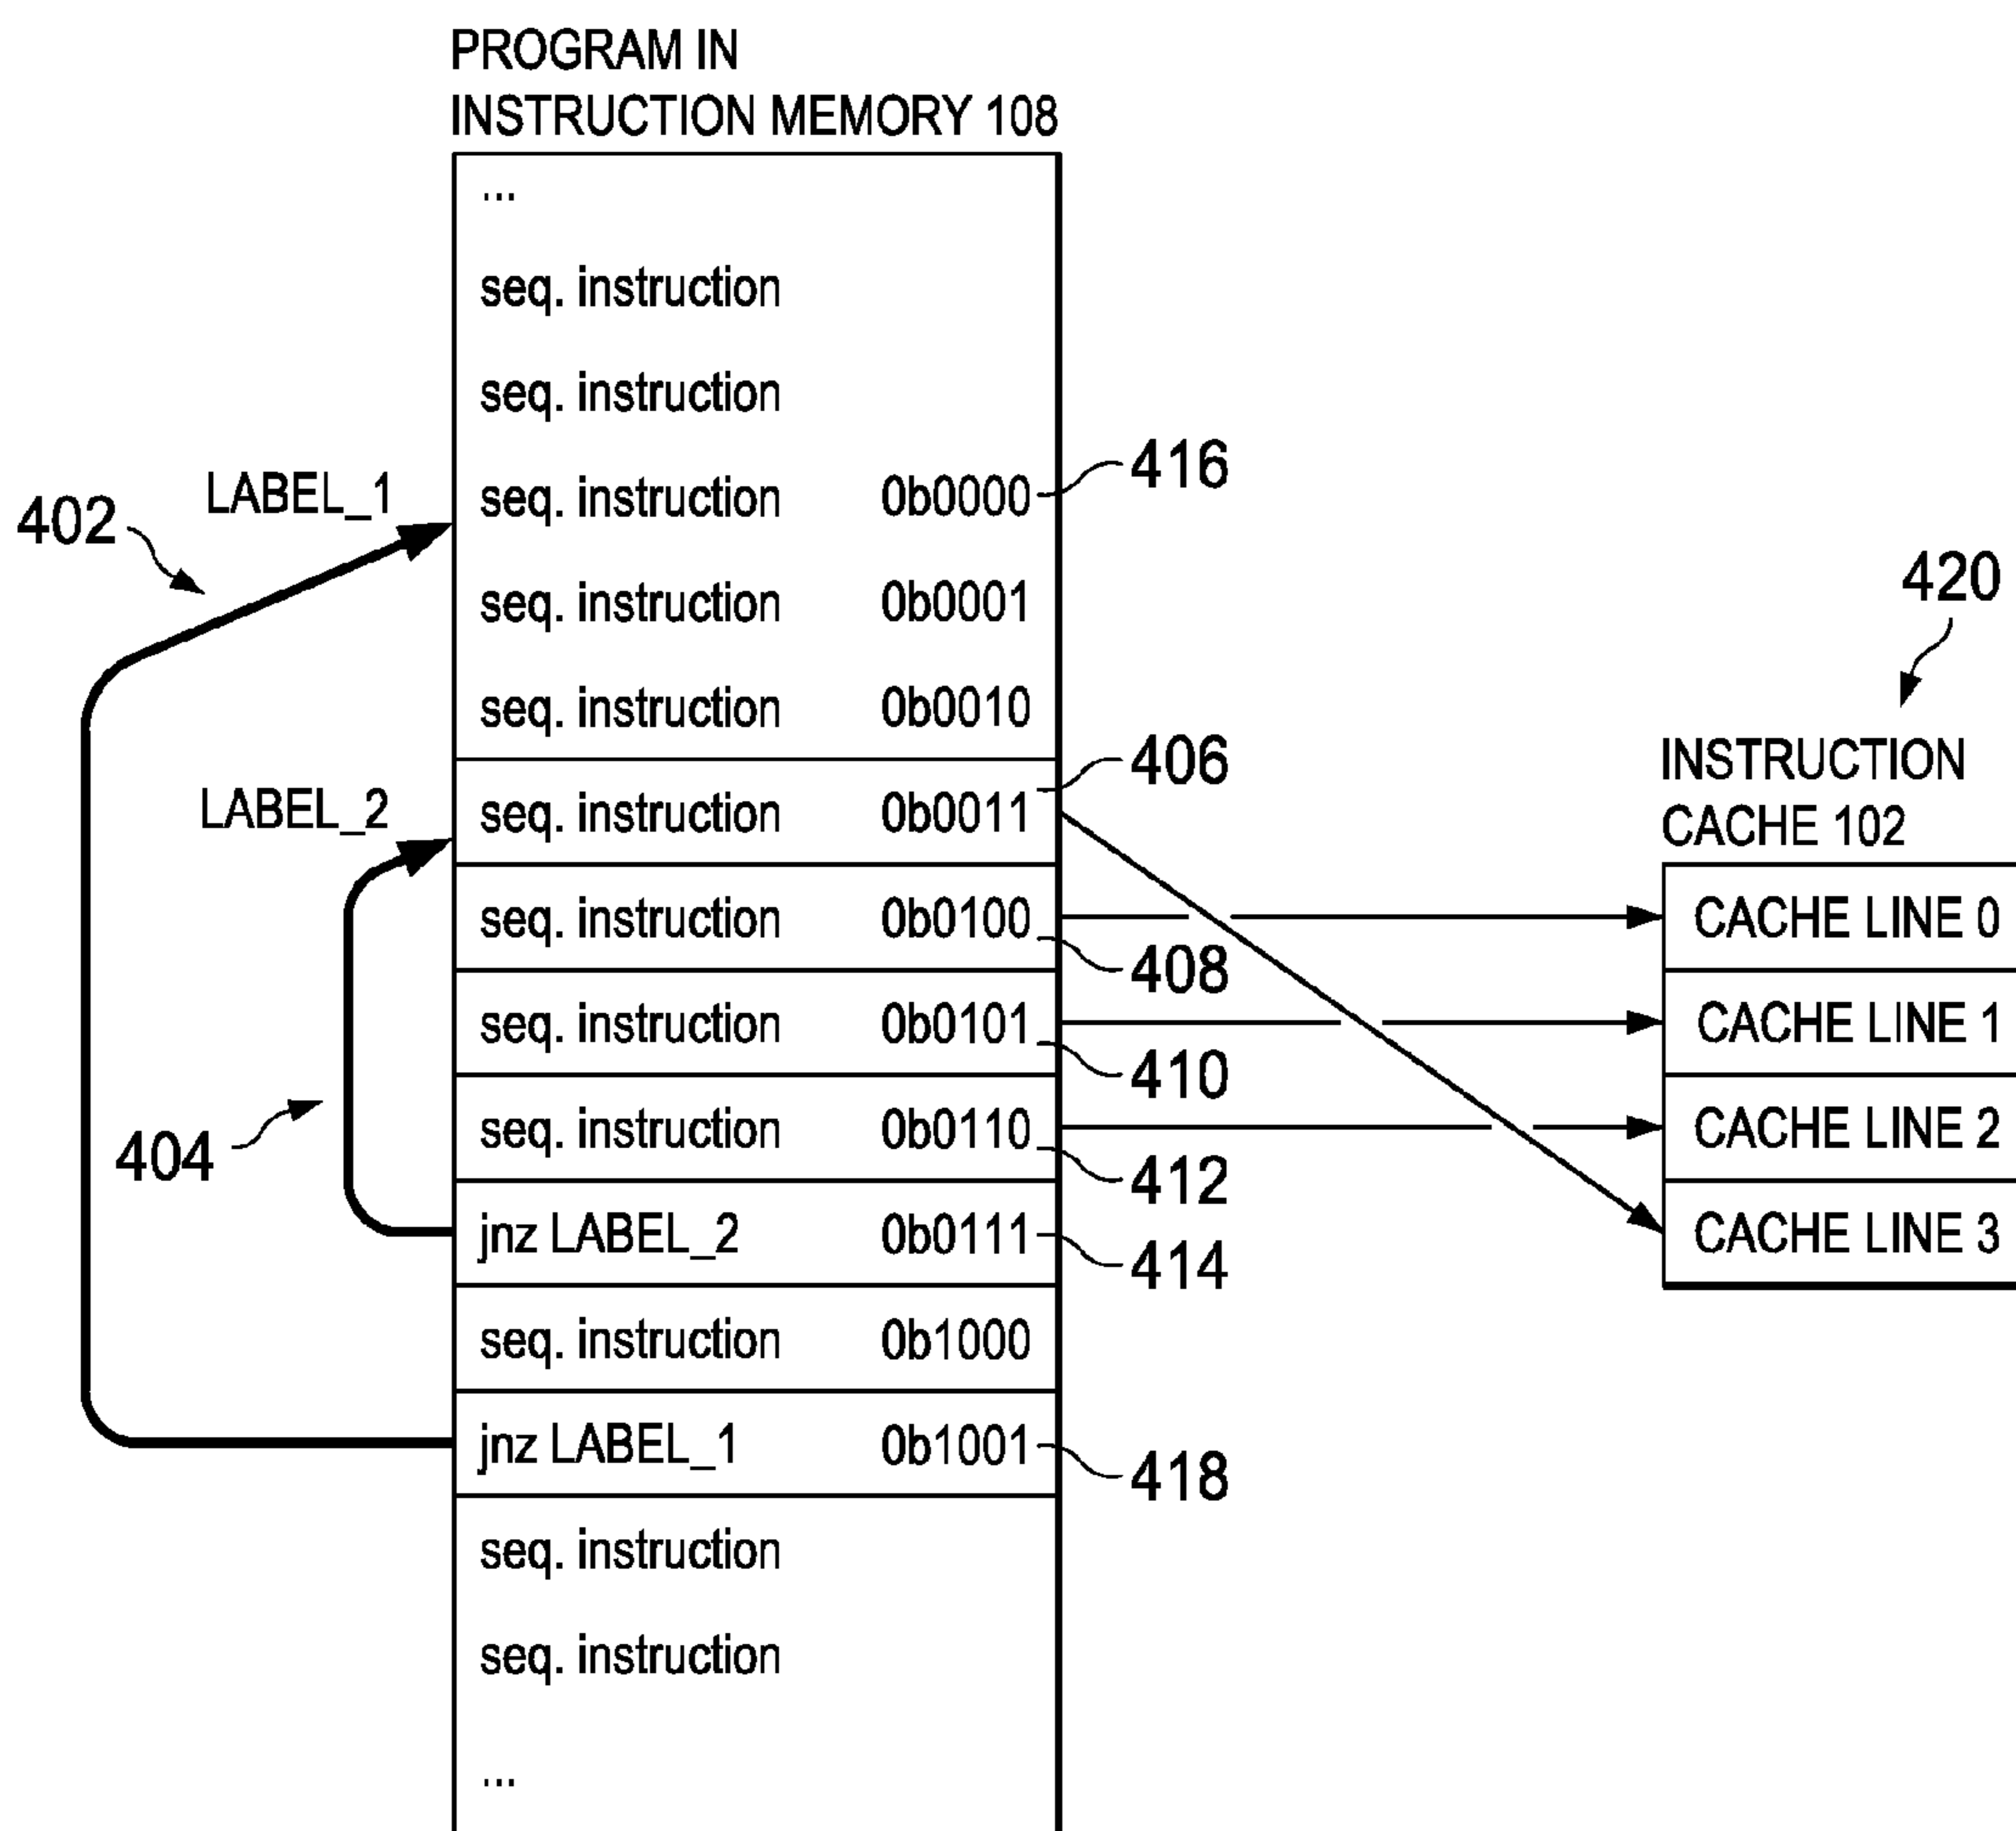 PROGRAM IN
INSTRUCTION MEMORY 108
...
seq. instruction
seq. instruction
LABEL_1 seq. instruction 0b0000 416
402
seq. instruction 0b0001
420
seq. instruction 0b0010
INSTRUCTION
CACHE 102
406
LABEL_2 seq. instruction 0b0011
seq. instruction 0b0100 CACHE LINE 0
408
seq. instruction 0b0101 CACHE LINE 1
410
seq. instruction 0b0110 CACHE LINE 2
404
412
jnz LABEL_2 0b0111 CACHE LINE 3
414
seq. instruction 0b1000
jnz LABEL_1 0b1001
418
seq. instruction
seq. instruction
...